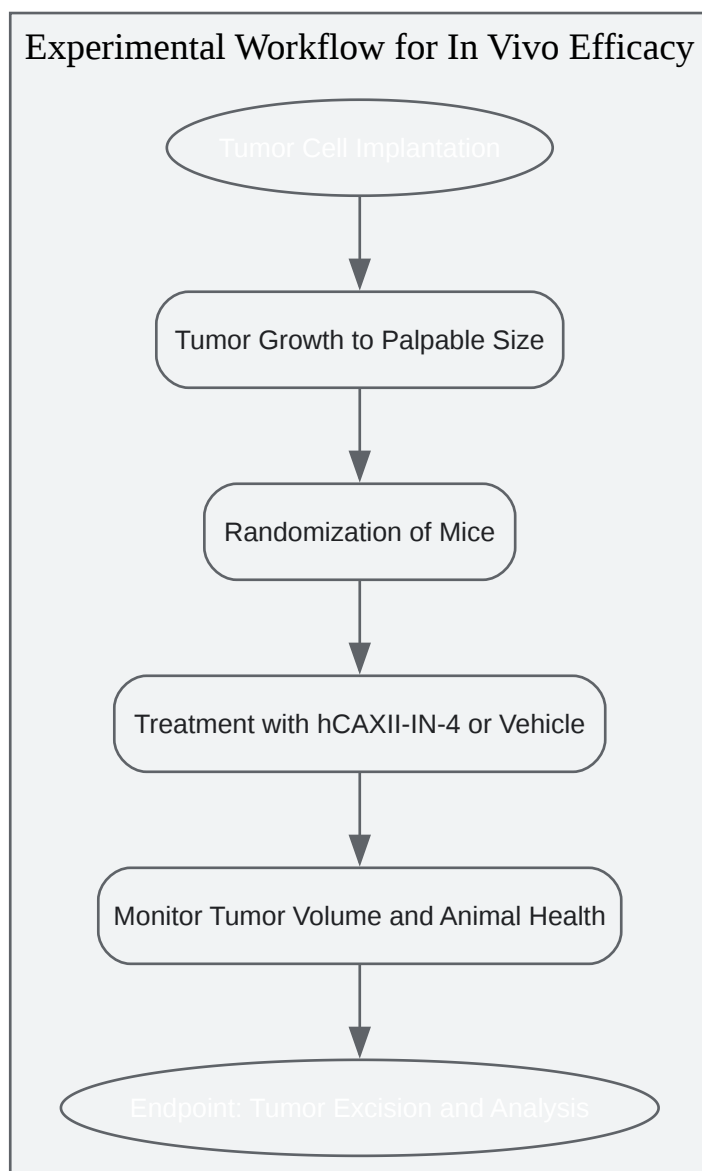 Experimental Workflow for In Vivo Efficacy
Tumor Cell Implantation
Tumor Growth to Palpable Size
Randomization of Mice
Treatment with hCAXII-IN-4 or Vehicle
Monitor Tumor Volume and Animal Health
Endpoint: Tumor Excision and Analysis